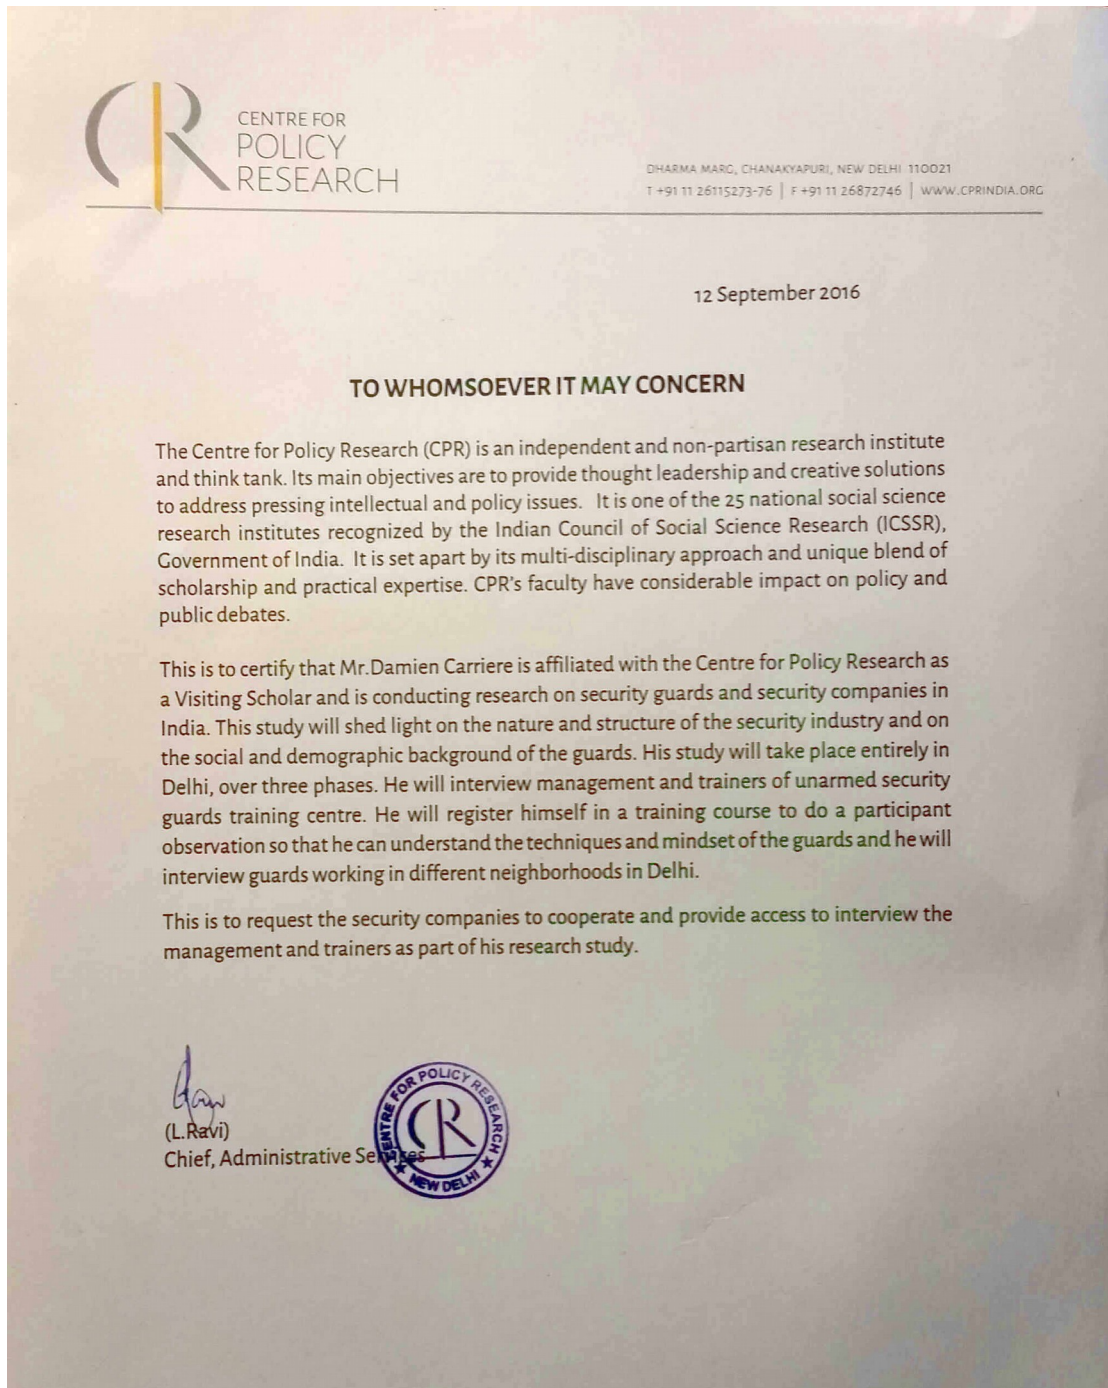 CENTRE FOR
POLICY
RESEARCH
DHARMA MARG, CHANAKYAPURI, NEW DELHI 110021
T +91 11 26115273-76 | F +91 11 26872746 | WWW.CPRINDIA.ORG
12 September 2016
TO WHOMSOEVER IT MAY CONCERN
The Centre for Policy Research (CPR) is an independent and non-partisan research institute
and think tank. Its main objectives are to provide thought leadership and creative solutions
to address pressing intellectual and policy issues. It is one of the 25 national social science
research institutes recognized by the Indian Council of Social Science Research (ICSSR),
Government of India. It is set apart by its multi-disciplinary approach and unique blend of
scholarship and practical expertise. CPR's faculty have considerable impact on policy and
public debates.
This is to certify that Mr.Damien Carriere is affiliated with the Centre for Policy Research as
a Visiting Scholar and is conducting research on security guards and security companies in
India. This study will shed light on the nature and structure of the security industry and on
the social and demographic background of the guards. His study will take place entirely in
Delhi, over three phases. He will interview management and trainers of unarmed security
guards training centre. He will register himself in a training course to do a participant
observation so that he can understand the techniques and mindset of the guards and he will
interview guards working in different neighborhoods in Delhi.
This is to request the security companies to cooperate and provide access to interview the
management and trainers as part of his research study.
(L.Ravi)
Chief, Administrative Services
CENTRE FOR POLICY RESEARCH
CR
★ NEW DELHI ★